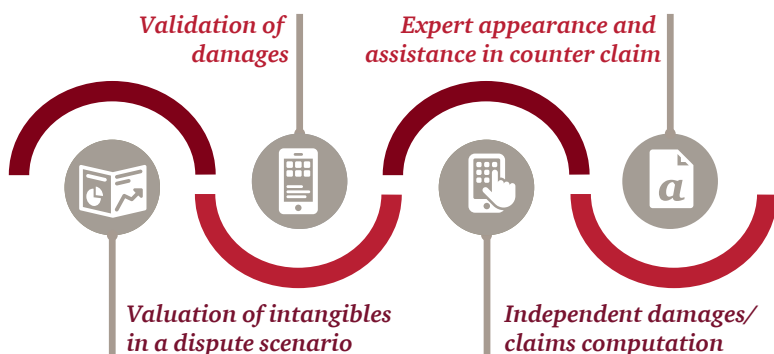 Validation of
damages
Expert appearance and
assistance in counter claim
a
Valuation of intangibles
in a dispute scenario
Independent damages/
claims computation